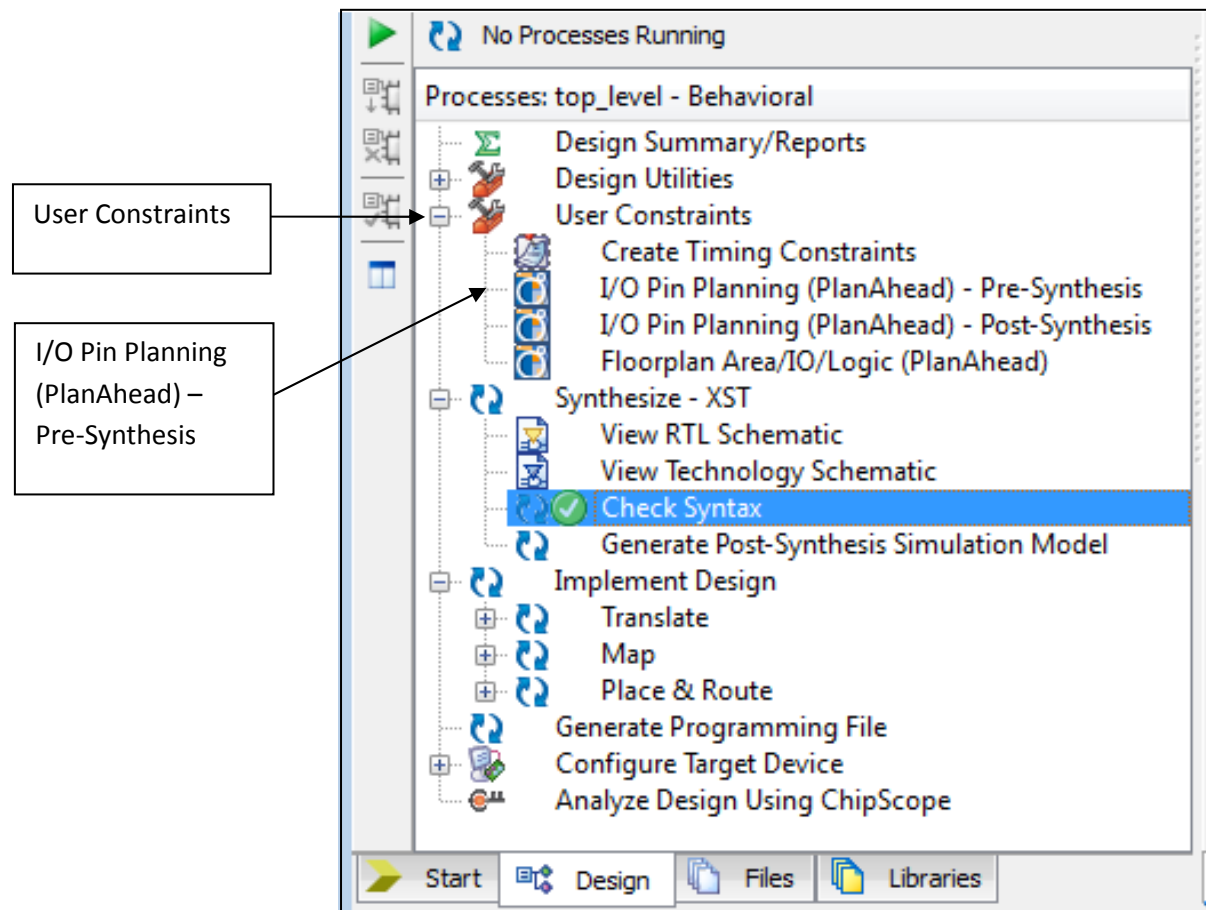 No Processes Running
Processes: top_level - Behavioral
Design Summary/Reports
Design Utilities
User Constraints
User Constraints
Create Timing Constraints
I/O Pin Planning (PlanAhead) - Pre-Synthesis
I/O Pin Planning (PlanAhead) - Post-Synthesis
Floorplan Area/IO/Logic (PlanAhead)
I/O Pin Planning
(PlanAhead) –
Pre-Synthesis
Synthesize - XST
View RTL Schematic
View Technology Schematic
Check Syntax
Generate Post-Synthesis Simulation Model
Implement Design
Translate
Map
Place & Route
Generate Programming File
Configure Target Device
Analyze Design Using ChipScope
Start Design Files Libraries